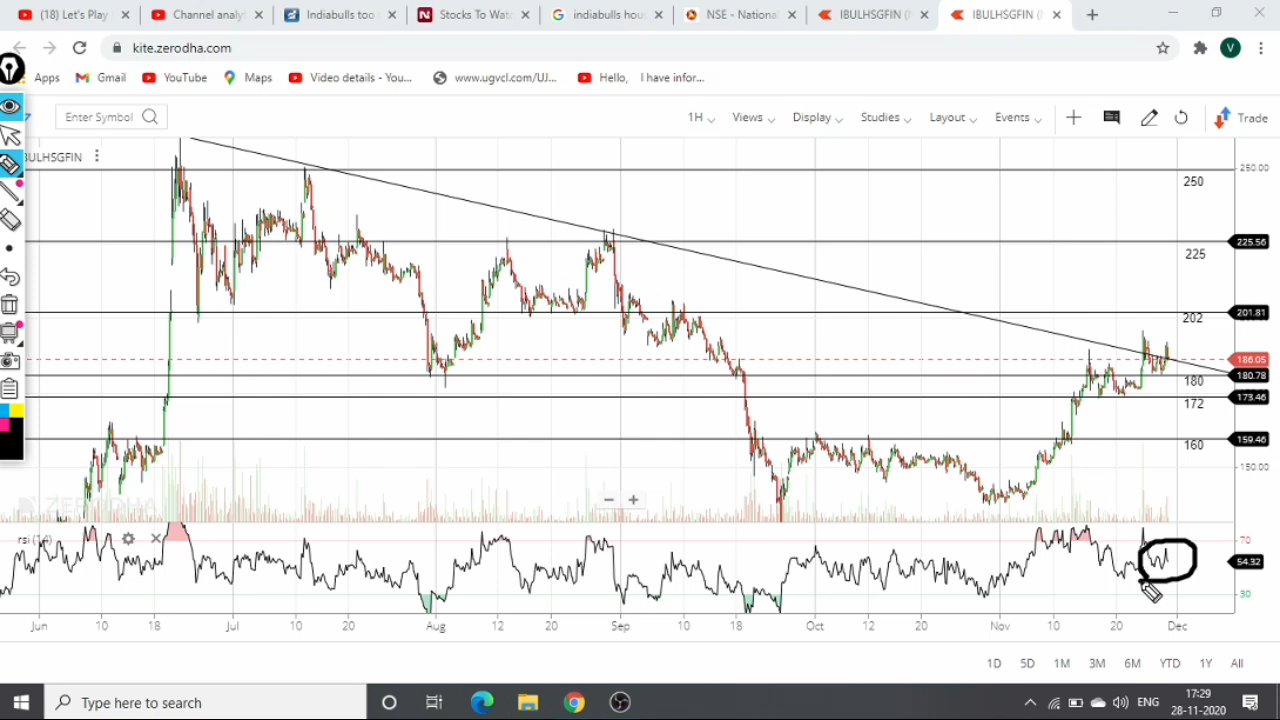 (18) Let's Play
Channel analy
Indiabulls too
Stocks To Wat
indiabulls hous
NSE - Nationa
IBULHSGFIN (N
IBULHSGFIN (
kite.zerodha.com
V
Apps
Gmail
YouTube
Maps
Video details - You...
www.ugvcl.com/UJ...
Hello, I have infor...
Enter Symbol
1H
Views
Display
Studies
Layout
Events
Trade
BULHSGFIN
250.00
250
225.56
225
201.81
202
186.05
180.78
180
173.46
172
159.46
160
150.00
ZERODHA
rsi (14)
70
54.32
30
Jun 10 18 Jul 10 20 Aug 12 20 Sep 10 18 Oct 12 21 Nov 10 20 Dec
1D 5D 1M 3M 6M YTD 1Y All
Type here to search
ENG
17:29
28-11-2020